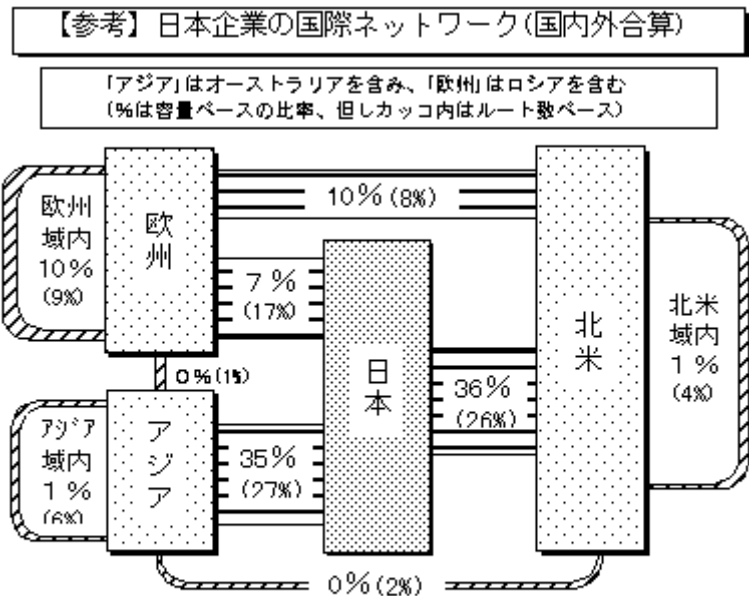 【参考】日本企業の国際ネットワーク(国内外合算)
「アジア」はオーストラリアを含み、「欧州」はロシアを含む
(%は容量ベースの比率、但しカッコ内はルート数ベース)
欧州
域内
10%
(9%)
欧州
10%(8%)
7%
(17%)
北米
北米
域内
1%
(4%)
日本
0%(1%)
36%
(26%)
アジア
域内
1%
(6%)
アジア
35%
(27%)
0%(2%)